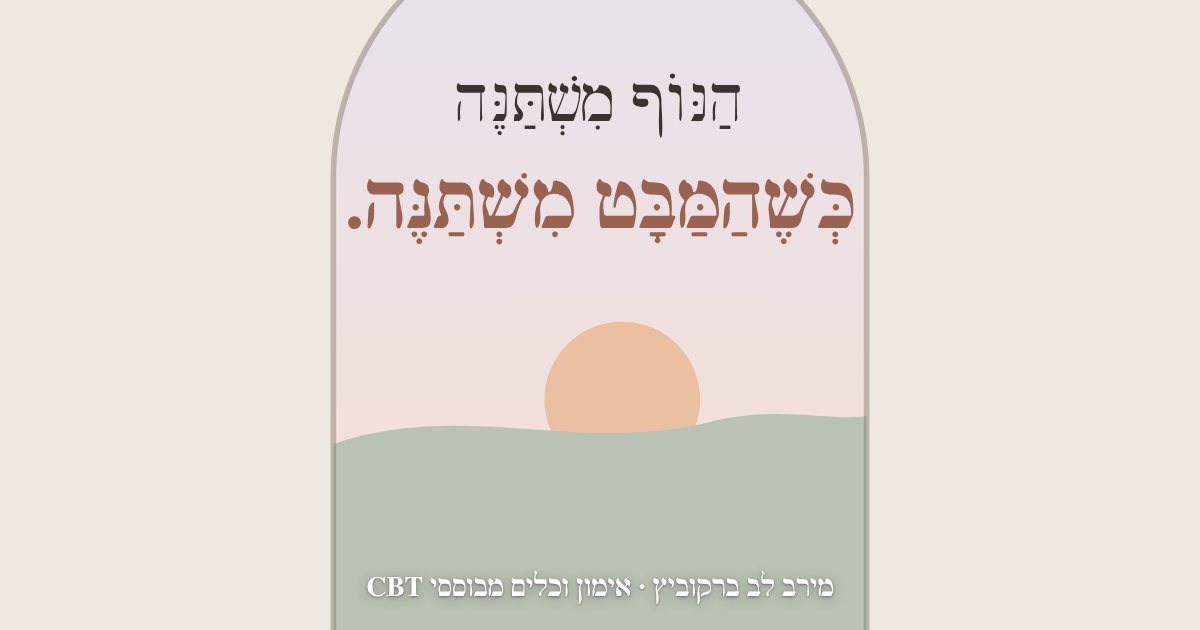 הַנּוֹף מִשְׁתַּנֶּה
כְּשֶׁהַמַּבָּט מִשְׁתַּנֶּה.
מירב לב ברקוביץ · אימון וכלים מבוססי CBT